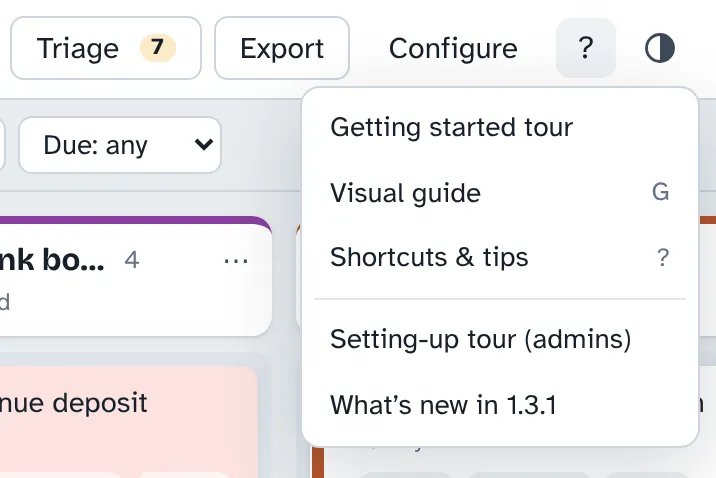 Triage 7 Export Configure ?
Due: any
Getting started tour
Visual guide G
nk bo... 4 ...
Shortcuts & tips ?
d
Setting-up tour (admins)
nue deposit
What’s new in 1.3.1